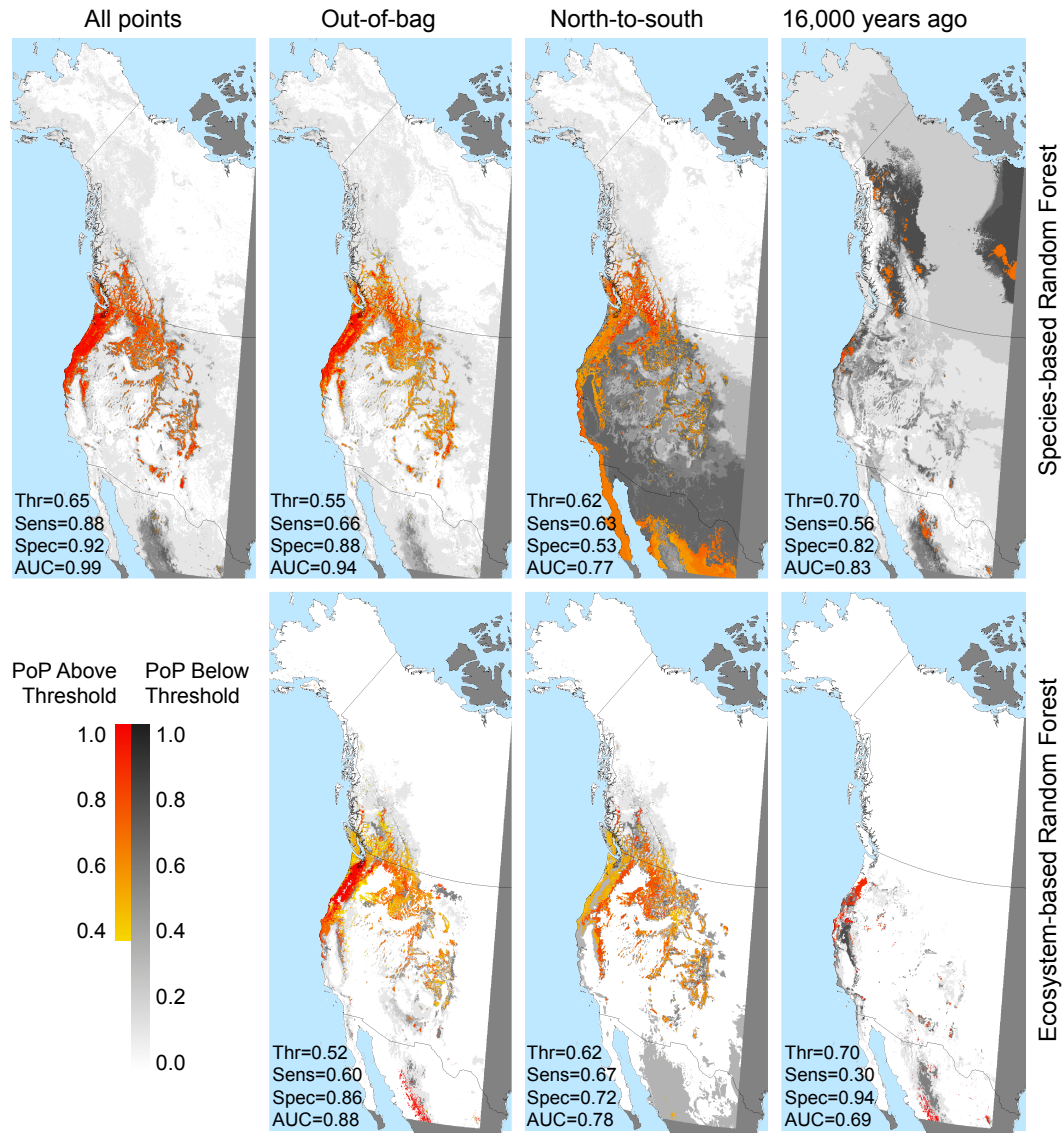 All points
Out-of-bag
North-to-south
16,000 years ago
Species-based Random Forest
Thr=0.65
Sens=0.88
Spec=0.92
AUC=0.99
Thr=0.55
Sens=0.66
Spec=0.88
AUC=0.94
Thr=0.62
Sens=0.63
Spec=0.53
AUC=0.77
Thr=0.70
Sens=0.56
Spec=0.82
AUC=0.83
PoP Above
Threshold
PoP Below
Threshold
1.0
0.8
0.6
0.4
1.0
0.8
0.6
0.4
0.2
0.0
Ecosystem-based Random Forest
Thr=0.52
Sens=0.60
Spec=0.86
AUC=0.88
Thr=0.62
Sens=0.67
Spec=0.72
AUC=0.78
Thr=0.70
Sens=0.30
Spec=0.94
AUC=0.69